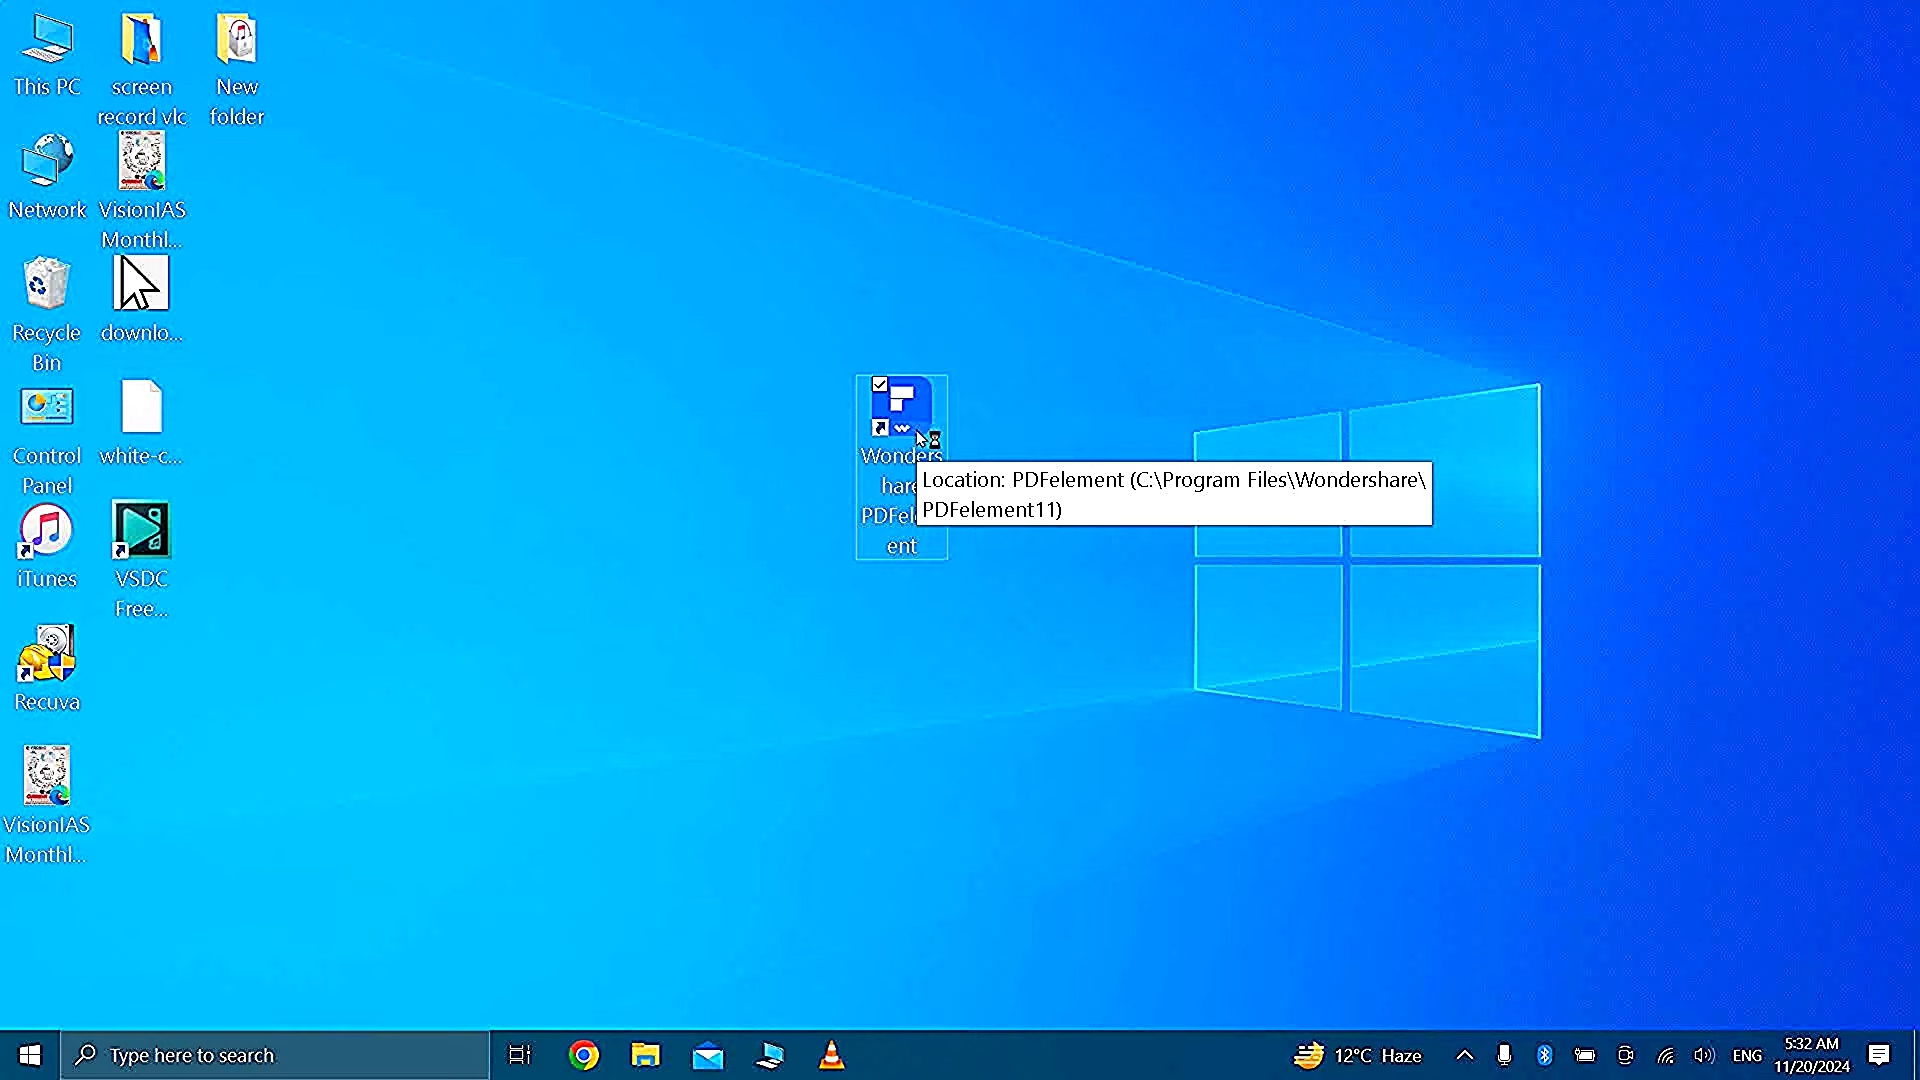 This PC
screen
record vlc
New
folder
Network
VisionIAS
Monthl...
Recycle
Bin
downlo...
Control
Panel
white-c...
iTunes
VSDC
Free...
Recuva
VisionIAS
Monthl...
Wonders
hare
PDFel
ent
Location: PDFelement (C:\Program Files\Wondershare\
PDFelement11)
Type here to search
12°C Haze
ENG
5:32 AM
11/20/2024